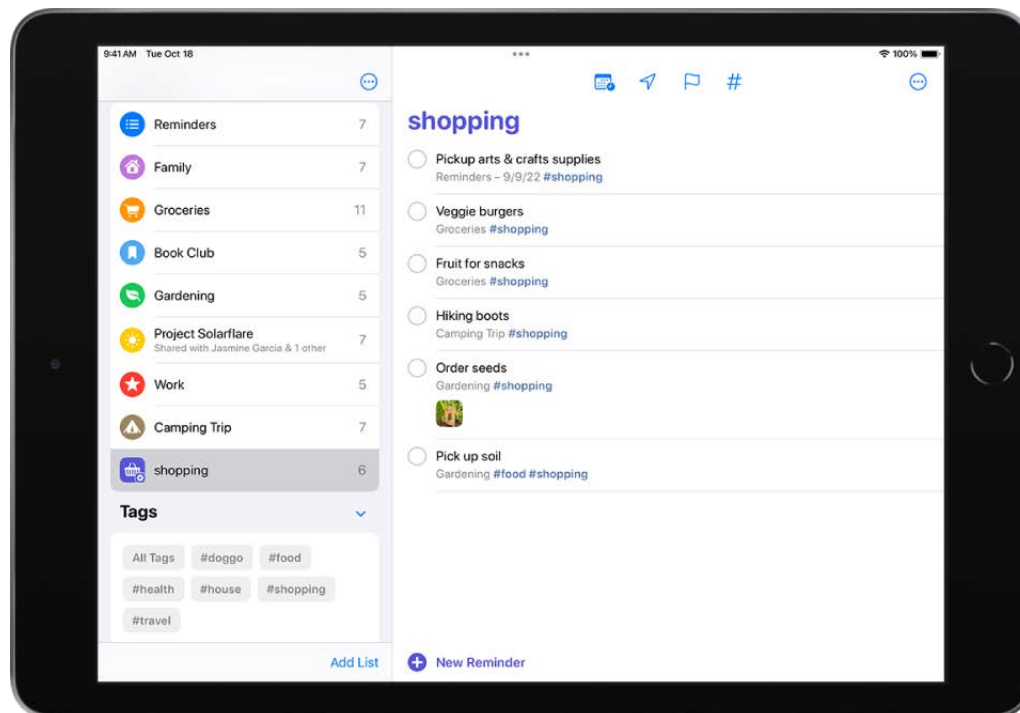 9:41 AM Tue Oct 18
100%
Reminders 7
Family 7
Groceries 11
Book Club 5
Gardening 5
Project Solarflare 7
Shared with Jasmine Garcia & 1 other
Work 5
Camping Trip 7
shopping 6
Tags
All Tags #doggo #food
#health #house #shopping
#travel
Add List
#
shopping
Pickup arts & crafts supplies
Reminders – 9/9/22 #shopping
Veggie burgers
Groceries #shopping
Fruit for snacks
Groceries #shopping
Hiking boots
Camping Trip #shopping
Order seeds
Gardening #shopping
Pick up soil
Gardening #food #shopping
New Reminder